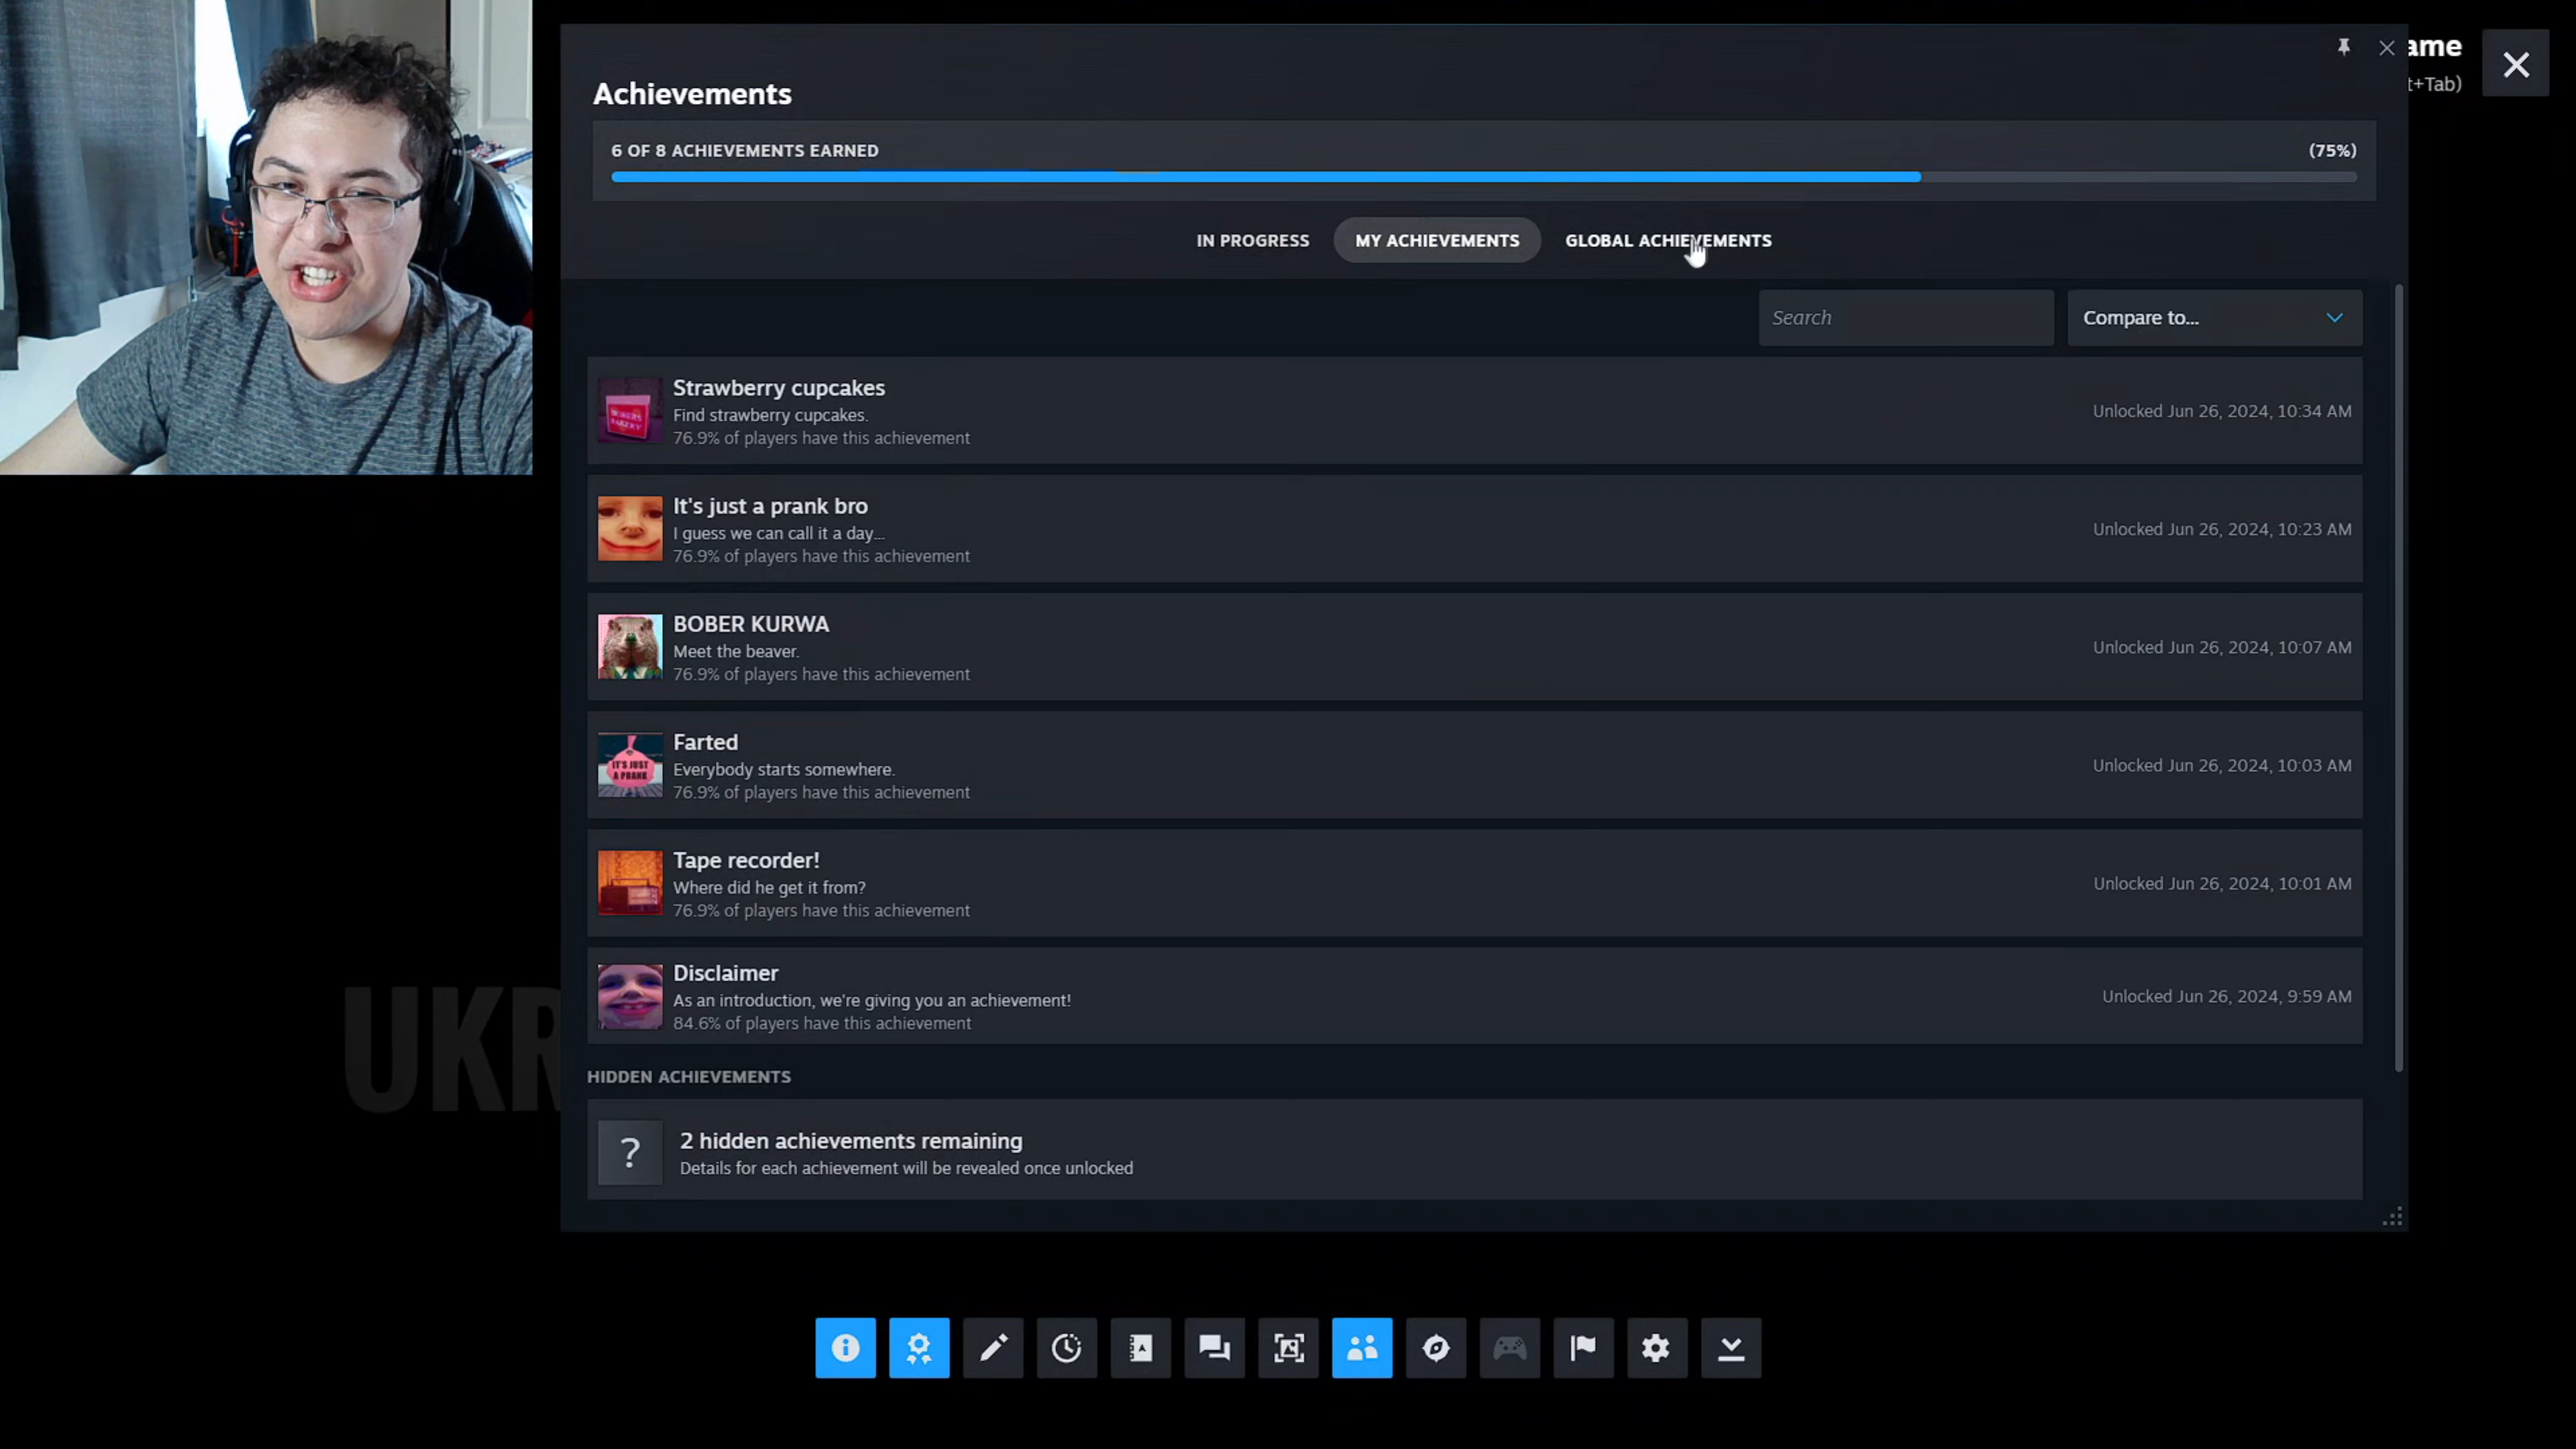 ame
t+Tab)
Achievements
6 OF 8 ACHIEVEMENTS EARNED
(75%)
IN PROGRESS
MY ACHIEVEMENTS
GLOBAL ACHIEVEMENTS
Search
Compare to...
Strawberry cupcakes
Find strawberry cupcakes.
76.9% of players have this achievement
Unlocked Jun 26, 2024, 10:34 AM
It's just a prank bro
I guess we can call it a day...
76.9% of players have this achievement
Unlocked Jun 26, 2024, 10:23 AM
BOBER KURWA
Meet the beaver.
76.9% of players have this achievement
Unlocked Jun 26, 2024, 10:07 AM
IT'S JUST
A PRANK
Farted
Everybody starts somewhere.
76.9% of players have this achievement
Unlocked Jun 26, 2024, 10:03 AM
Tape recorder!
Where did he get it from?
76.9% of players have this achievement
Unlocked Jun 26, 2024, 10:01 AM
Disclaimer
As an introduction, we're giving you an achievement!
84.6% of players have this achievement
Unlocked Jun 26, 2024, 9:59 AM
UKR
HIDDEN ACHIEVEMENTS
?
2 hidden achievements remaining
Details for each achievement will be revealed once unlocked